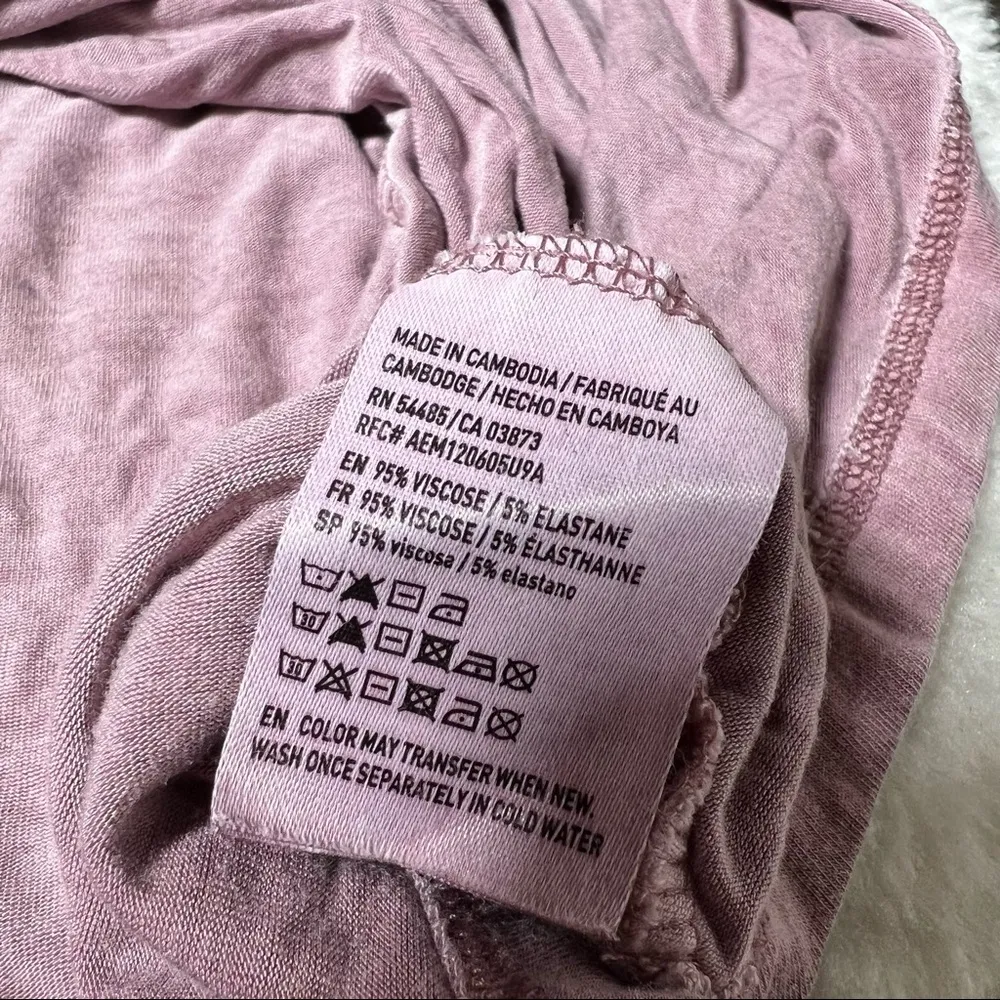 MADE IN CAMBODIA / FABRIQUÉ AU
CAMBODGE / HECHO EN CAMBOYA
RN 54485 / CA 03873
RFC# AEM120605U9A
EN 95% VISCOSE / 5% ELASTANE
FR 95% VISCOSE / 5% ÉLASTHANNE
SP 95% viscosa / 5% elastano
30
30
EN COLOR MAY TRANSFER WHEN NEW.
WASH ONCE SEPARATELY IN COLD WATER